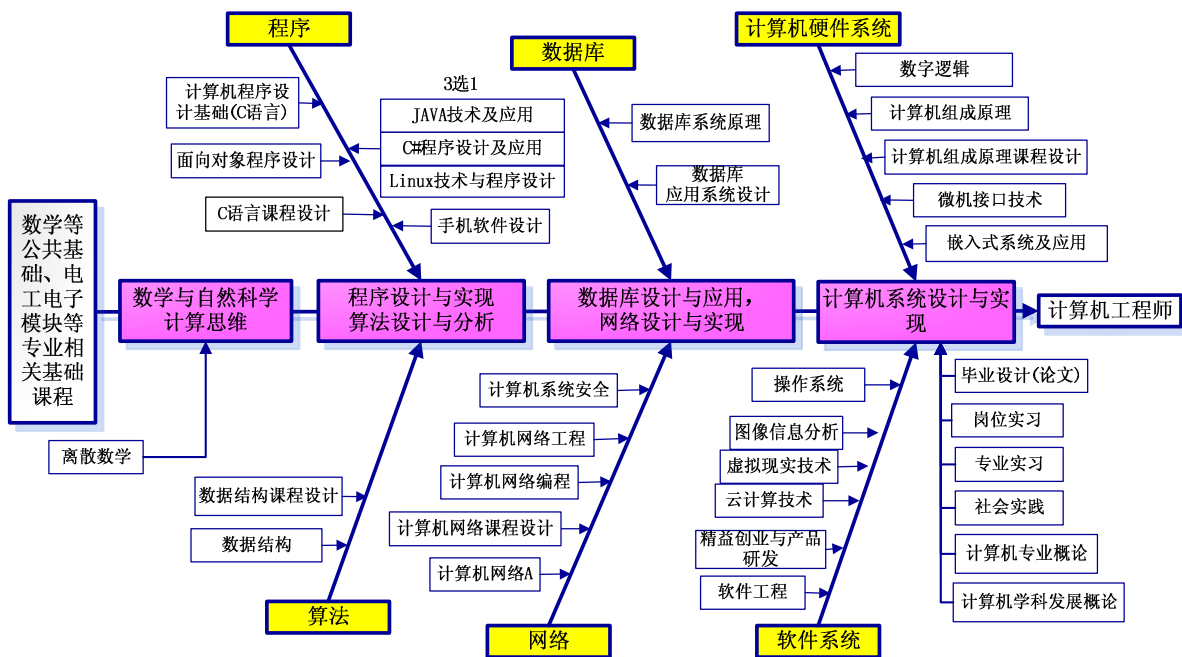 程序
数据库
计算机硬件系统
计算机程序设
计基础(C语言)
面向对象程序设计
C语言课程设计
3选1
JAVA技术及应用
C#程序设计及应用
Linux技术与程序设计
手机软件设计
数据库系统原理
数据库
应用系统设计
数字逻辑
计算机组成原理
计算机组成原理课程设计
微机接口技术
嵌入式系统及应用
数学等
公共基
础、电
工电子
模块等
专业相
关基础
课程
数学与自然科学
计算思维
程序设计与实现
算法设计与分析
数据库设计与应用，
网络设计与实现
计算机系统设计与实
现
计算机工程师
离散数学
数据结构课程设计
数据结构
算法
计算机系统安全
计算机网络工程
计算机网络编程
计算机网络课程设计
计算机网络A
网络
操作系统
图像信息分析
虚拟现实技术
云计算技术
精益创业与产品
研发
软件工程
软件系统
毕业设计(论文)
岗位实习
专业实习
社会实践
计算机专业概论
计算机学科发展概论